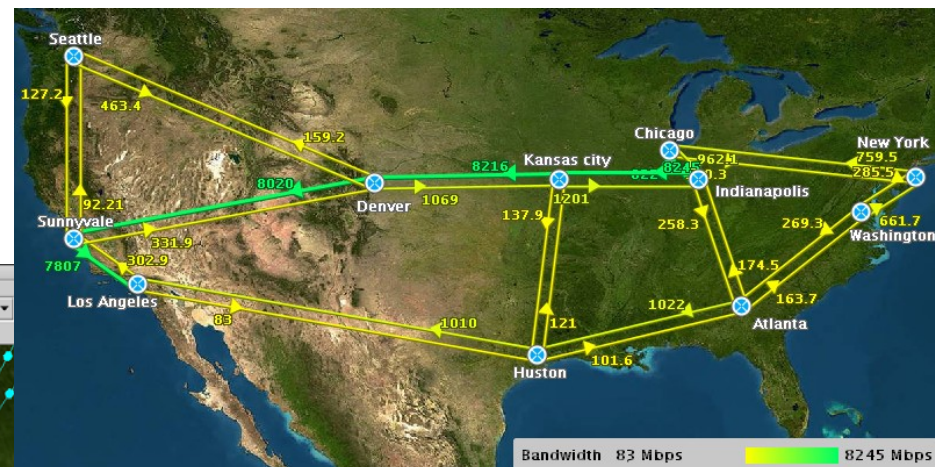 Seattle
127.2
463.4
159.2
Chicago
New York
8216
Kansas city
8245
962.1
759.5
285.5
8020
Denver
1069
1201
Indianapolis
92.21
Sunnyvale
331.9
137.9
258.3
269.3
661.7
Washington
7807
302.9
Los Angeles
174.5
163.7
83
1010
121
1022
Atlanta
101.6
Huston
Bandwidth 83 Mbps 8245 Mbps